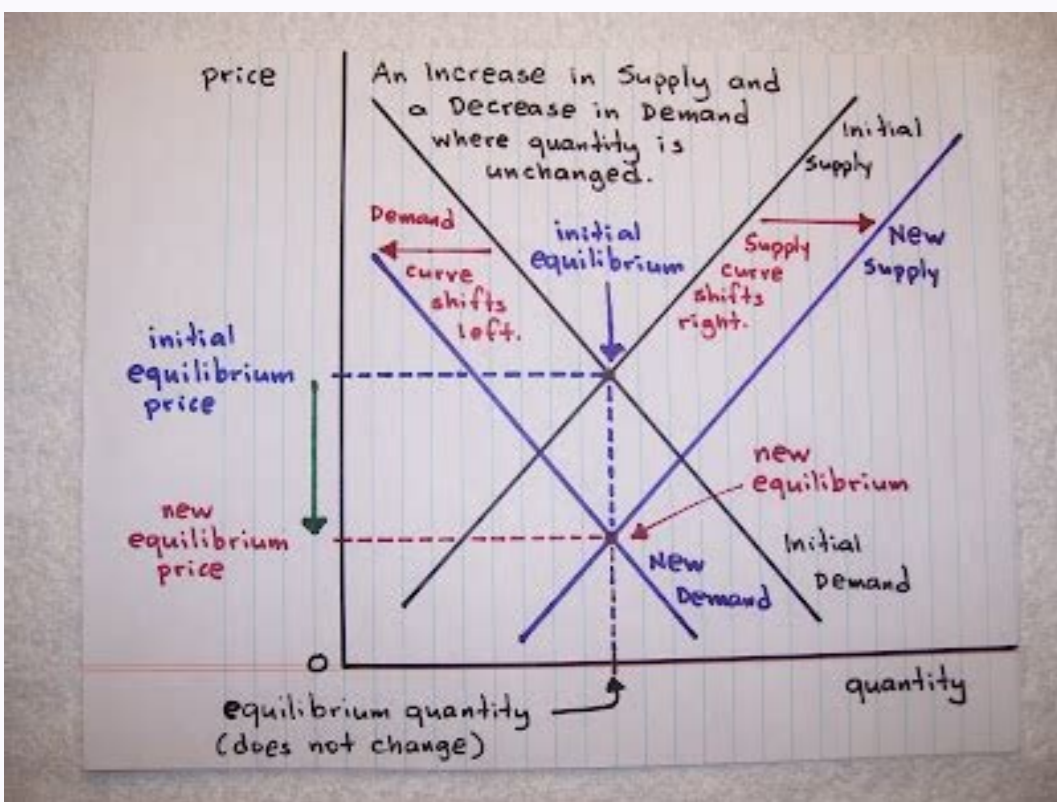 price
An Increase in Supply and
a Decrease in Demand
where quantity is
unchanged.
Initial
Supply
Demand
curve
shifts
left.
initial
equilibrium
Supply
curve
shifts
right.
New
Supply
initial
equilibrium
price
new
equilibrium
new
equilibrium
price
New
Demand
Initial
Demand
0
quantity
equilibrium quantity
(does not change)